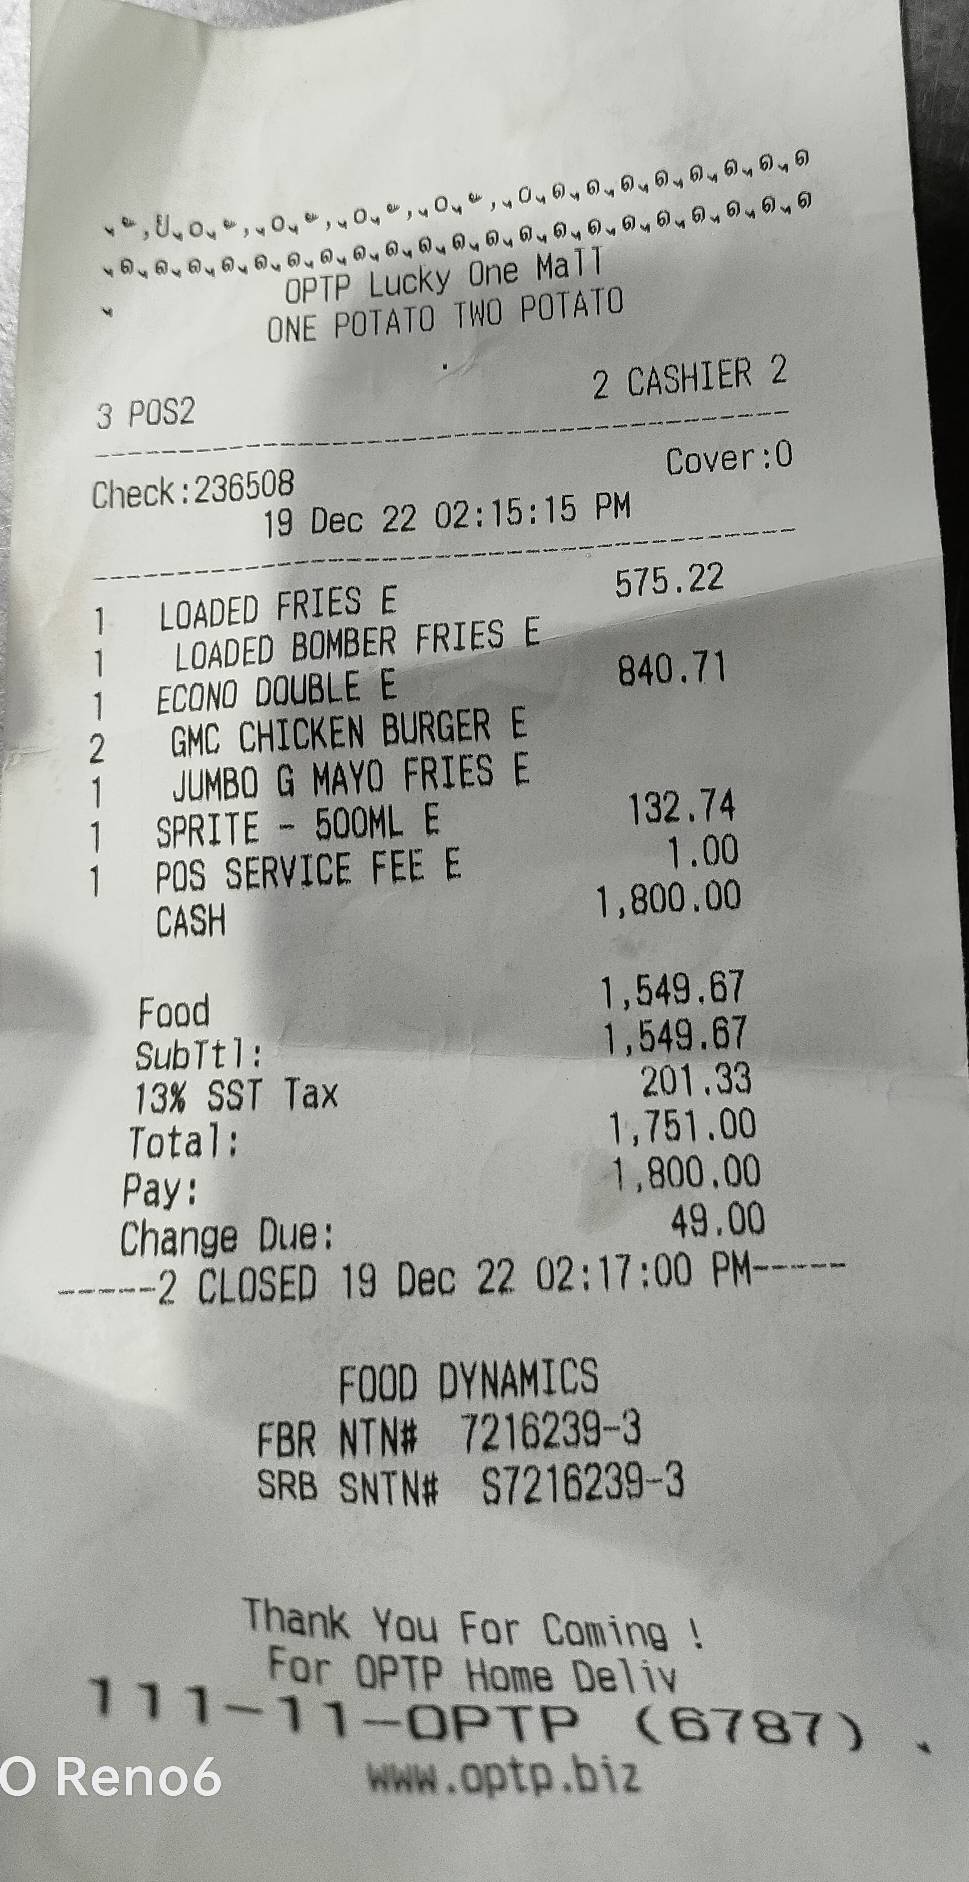 OPTP Lucky One Mall
ONE POTATO TWO POTATO
3 POS2 2 CASHIER 2
Check:236508 Cover:0
19 Dec 22 02:15:15 PM
1 LOADED FRIES E 575.22
1 LOADED BOMBER FRIES E
1 ECONO DOUBLE E 840.71
2 GMC CHICKEN BURGER E
1 JUMBO G MAYO FRIES E
1 SPRITE - 500ML E 132.74
1 POS SERVICE FEE E 1.00
CASH 1,800.00
Food 1,549.67
SubTtl: 1,549.67
13% SST Tax 201.33
Total: 1,751.00
Pay: 1,800.00
Change Due: 49.00
-----2 CLOSED 19 Dec 22 02:17:00 PM-----
FOOD DYNAMICS
FBR NTN# 7216239-3
SRB SNTN# S7216239-3
Thank You For Coming !
For OPTP Home Deliv
111-11-OPTP (6787) .
www.optp.biz
O Reno6